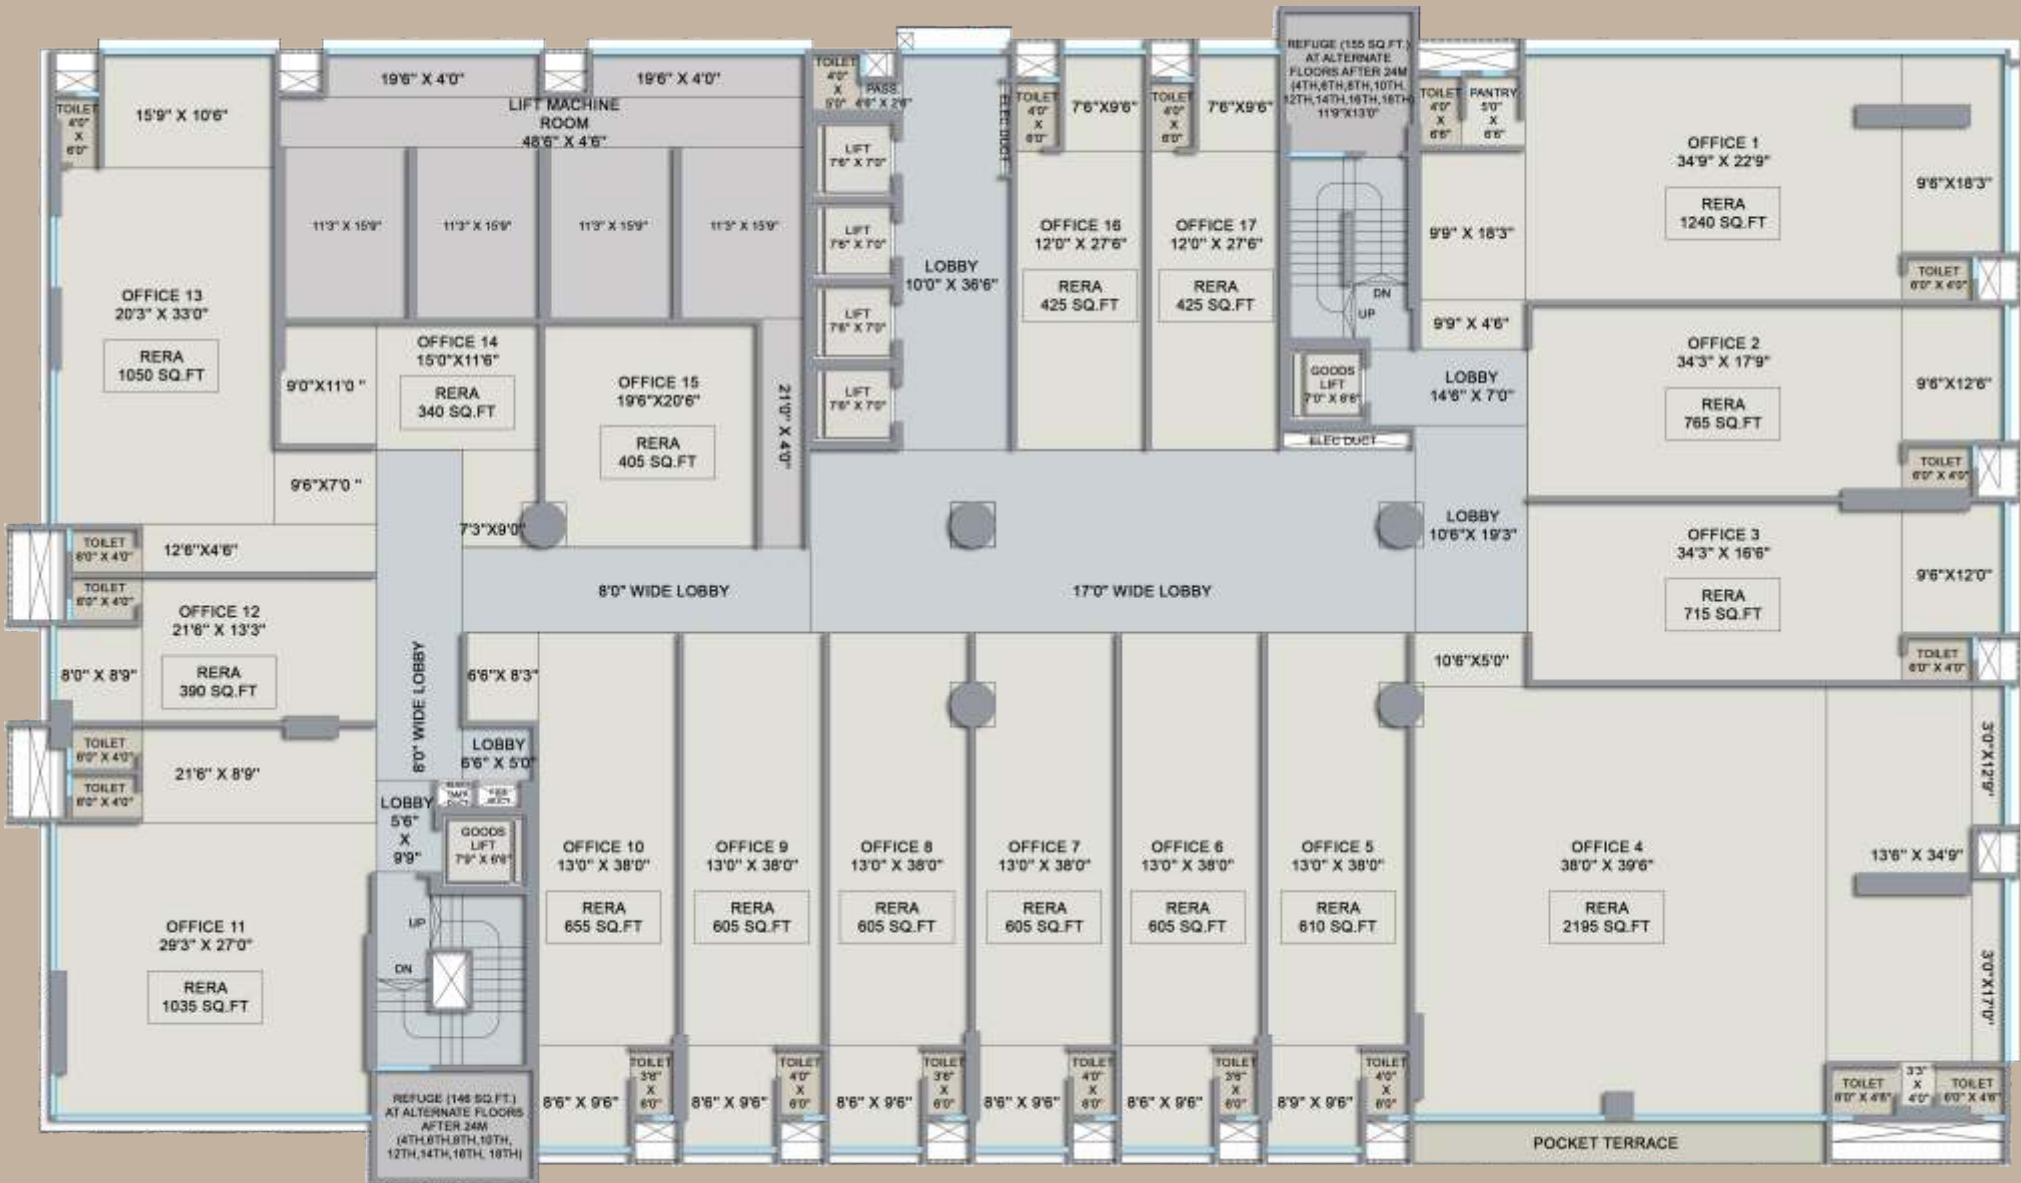 19'6" X 4'0"
19'6" X 4'0"
LIFT MACHINE
ROOM
48'6" X 4'6"
15'9" X 10'6"
TOILET
4'0"
X
6'0"
TOILET
4'0"
X
5'0"
PASS.
4'6" X 2'6"
ELEC DUCT
TOILET
4'0"
X
6'0"
7'6"X9'6"
TOILET
4'0"
X
6'0"
7'6"X9'6"
REFUGE (155 SQ.FT.)
AT ALTERNATE
FLOORS AFTER 24M
(4TH,6TH,8TH,10TH,
12TH,14TH,16TH,18TH)
11'9"X13'0"
TOILET
4'0"
X
6'6"
PANTRY
5'0"
X
6'6"
OFFICE 1
34'9" X 22'9"
RERA
1240 SQ.FT
9'6"X18'3"
TOILET
6'0" X 4'0"
9'9" X 18'3"
9'9" X 4'6"
11'3" X 15'9"
11'3" X 15'9"
11'3" X 15'9"
11'3" X 15'9"
LIFT
7'6" X 7'0"
LIFT
7'6" X 7'0"
LIFT
7'6" X 7'0"
LIFT
7'6" X 7'0"
LOBBY
10'0" X 36'6"
OFFICE 16
12'0" X 27'6"
RERA
425 SQ.FT
OFFICE 17
12'0" X 27'6"
RERA
425 SQ.FT
DN
UP
OFFICE 13
20'3" X 33'0"
RERA
1050 SQ.FT
9'0"X11'0 "
OFFICE 14
15'0"X11'6"
RERA
340 SQ.FT
OFFICE 15
19'6"X20'6"
RERA
405 SQ.FT
21'0" X 4'0"
GOODS
LIFT
7'0" X 6'6"
ELEC DUCT
LOBBY
14'6" X 7'0"
OFFICE 2
34'3" X 17'9"
RERA
765 SQ.FT
9'6"X12'6"
TOILET
6'0" X 4'0"
9'6"X7'0 "
7'3"X9'0"
LOBBY
10'6"X 19'3"
OFFICE 3
34'3" X 16'6"
RERA
715 SQ.FT
9'6"X12'0"
TOILET
6'0" X 4'0"
TOILET
6'0" X 4'0"
12'6"X4'6"
TOILET
6'0" X 4'0"
OFFICE 12
21'6" X 13'3"
RERA
390 SQ.FT
8'0" X 8'9"
8'0" WIDE LOBBY
17'0" WIDE LOBBY
8'0" WIDE LOBBY
6'6"X 8'3"
10'6"X5'0"
TOILET
6'0" X 4'0"
TOILET
6'0" X 4'0"
21'6" X 8'9"
LOBBY
6'6" X 5'0"
LOBBY
5'6"
X
9'9"
GOODS
LIFT
7'9" X 6'6"
UP
DN
OFFICE 11
29'3" X 27'0"
RERA
1035 SQ.FT
OFFICE 10
13'0" X 38'0"
RERA
655 SQ.FT
OFFICE 9
13'0" X 38'0"
RERA
605 SQ.FT
OFFICE 8
13'0" X 38'0"
RERA
605 SQ.FT
OFFICE 7
13'0" X 38'0"
RERA
605 SQ.FT
OFFICE 6
13'0" X 38'0"
RERA
605 SQ.FT
OFFICE 5
13'0" X 38'0"
RERA
610 SQ.FT
OFFICE 4
38'0" X 39'6"
RERA
2195 SQ.FT
3'0"X12'9"
13'6" X 34'9"
3'0"X17'0"
REFUGE (146 SQ.FT.)
AT ALTERNATE FLOORS
AFTER 24M
(4TH,6TH,8TH,10TH,
12TH,14TH,16TH, 18TH)
8'6" X 9'6"
TOILET
3'6"
X
6'0"
8'6" X 9'6"
TOILET
4'0"
X
6'0"
8'6" X 9'6"
TOILET
3'6"
X
6'0"
8'6" X 9'6"
TOILET
4'0"
X
6'0"
8'6" X 9'6"
TOILET
3'6"
X
6'0"
8'9" X 9'6"
TOILET
4'0"
X
6'0"
TOILET
6'0" X 4'6"
3'3"
X
4'0"
TOILET
6'0" X 4'6"
POCKET TERRACE